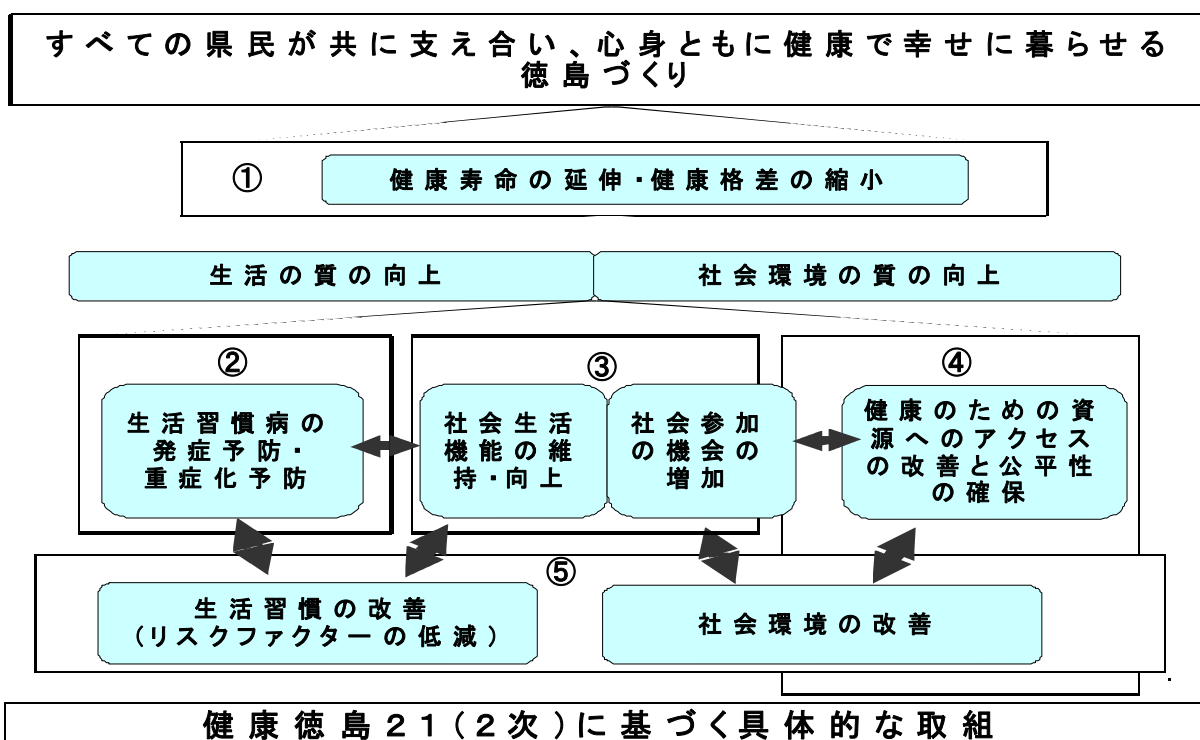 すべての県民が共に支え合い、心身ともに健康で幸せに暮らせる
徳島づくり
①
健康寿命の延伸・健康格差の縮小
生活の質の向上
社会環境の質の向上
②
生活習慣病の
発症予防・
重症化予防
③
社会生活
機能の維
持・向上
社会参加
の機会の
増加
④
健康のための資
源へのアクセス
の改善と公平性
の確保
⑤
生活習慣の改善
(リスクファクターの低減)
社会環境の改善
健康徳島21(2次)に基づく具体的な取組